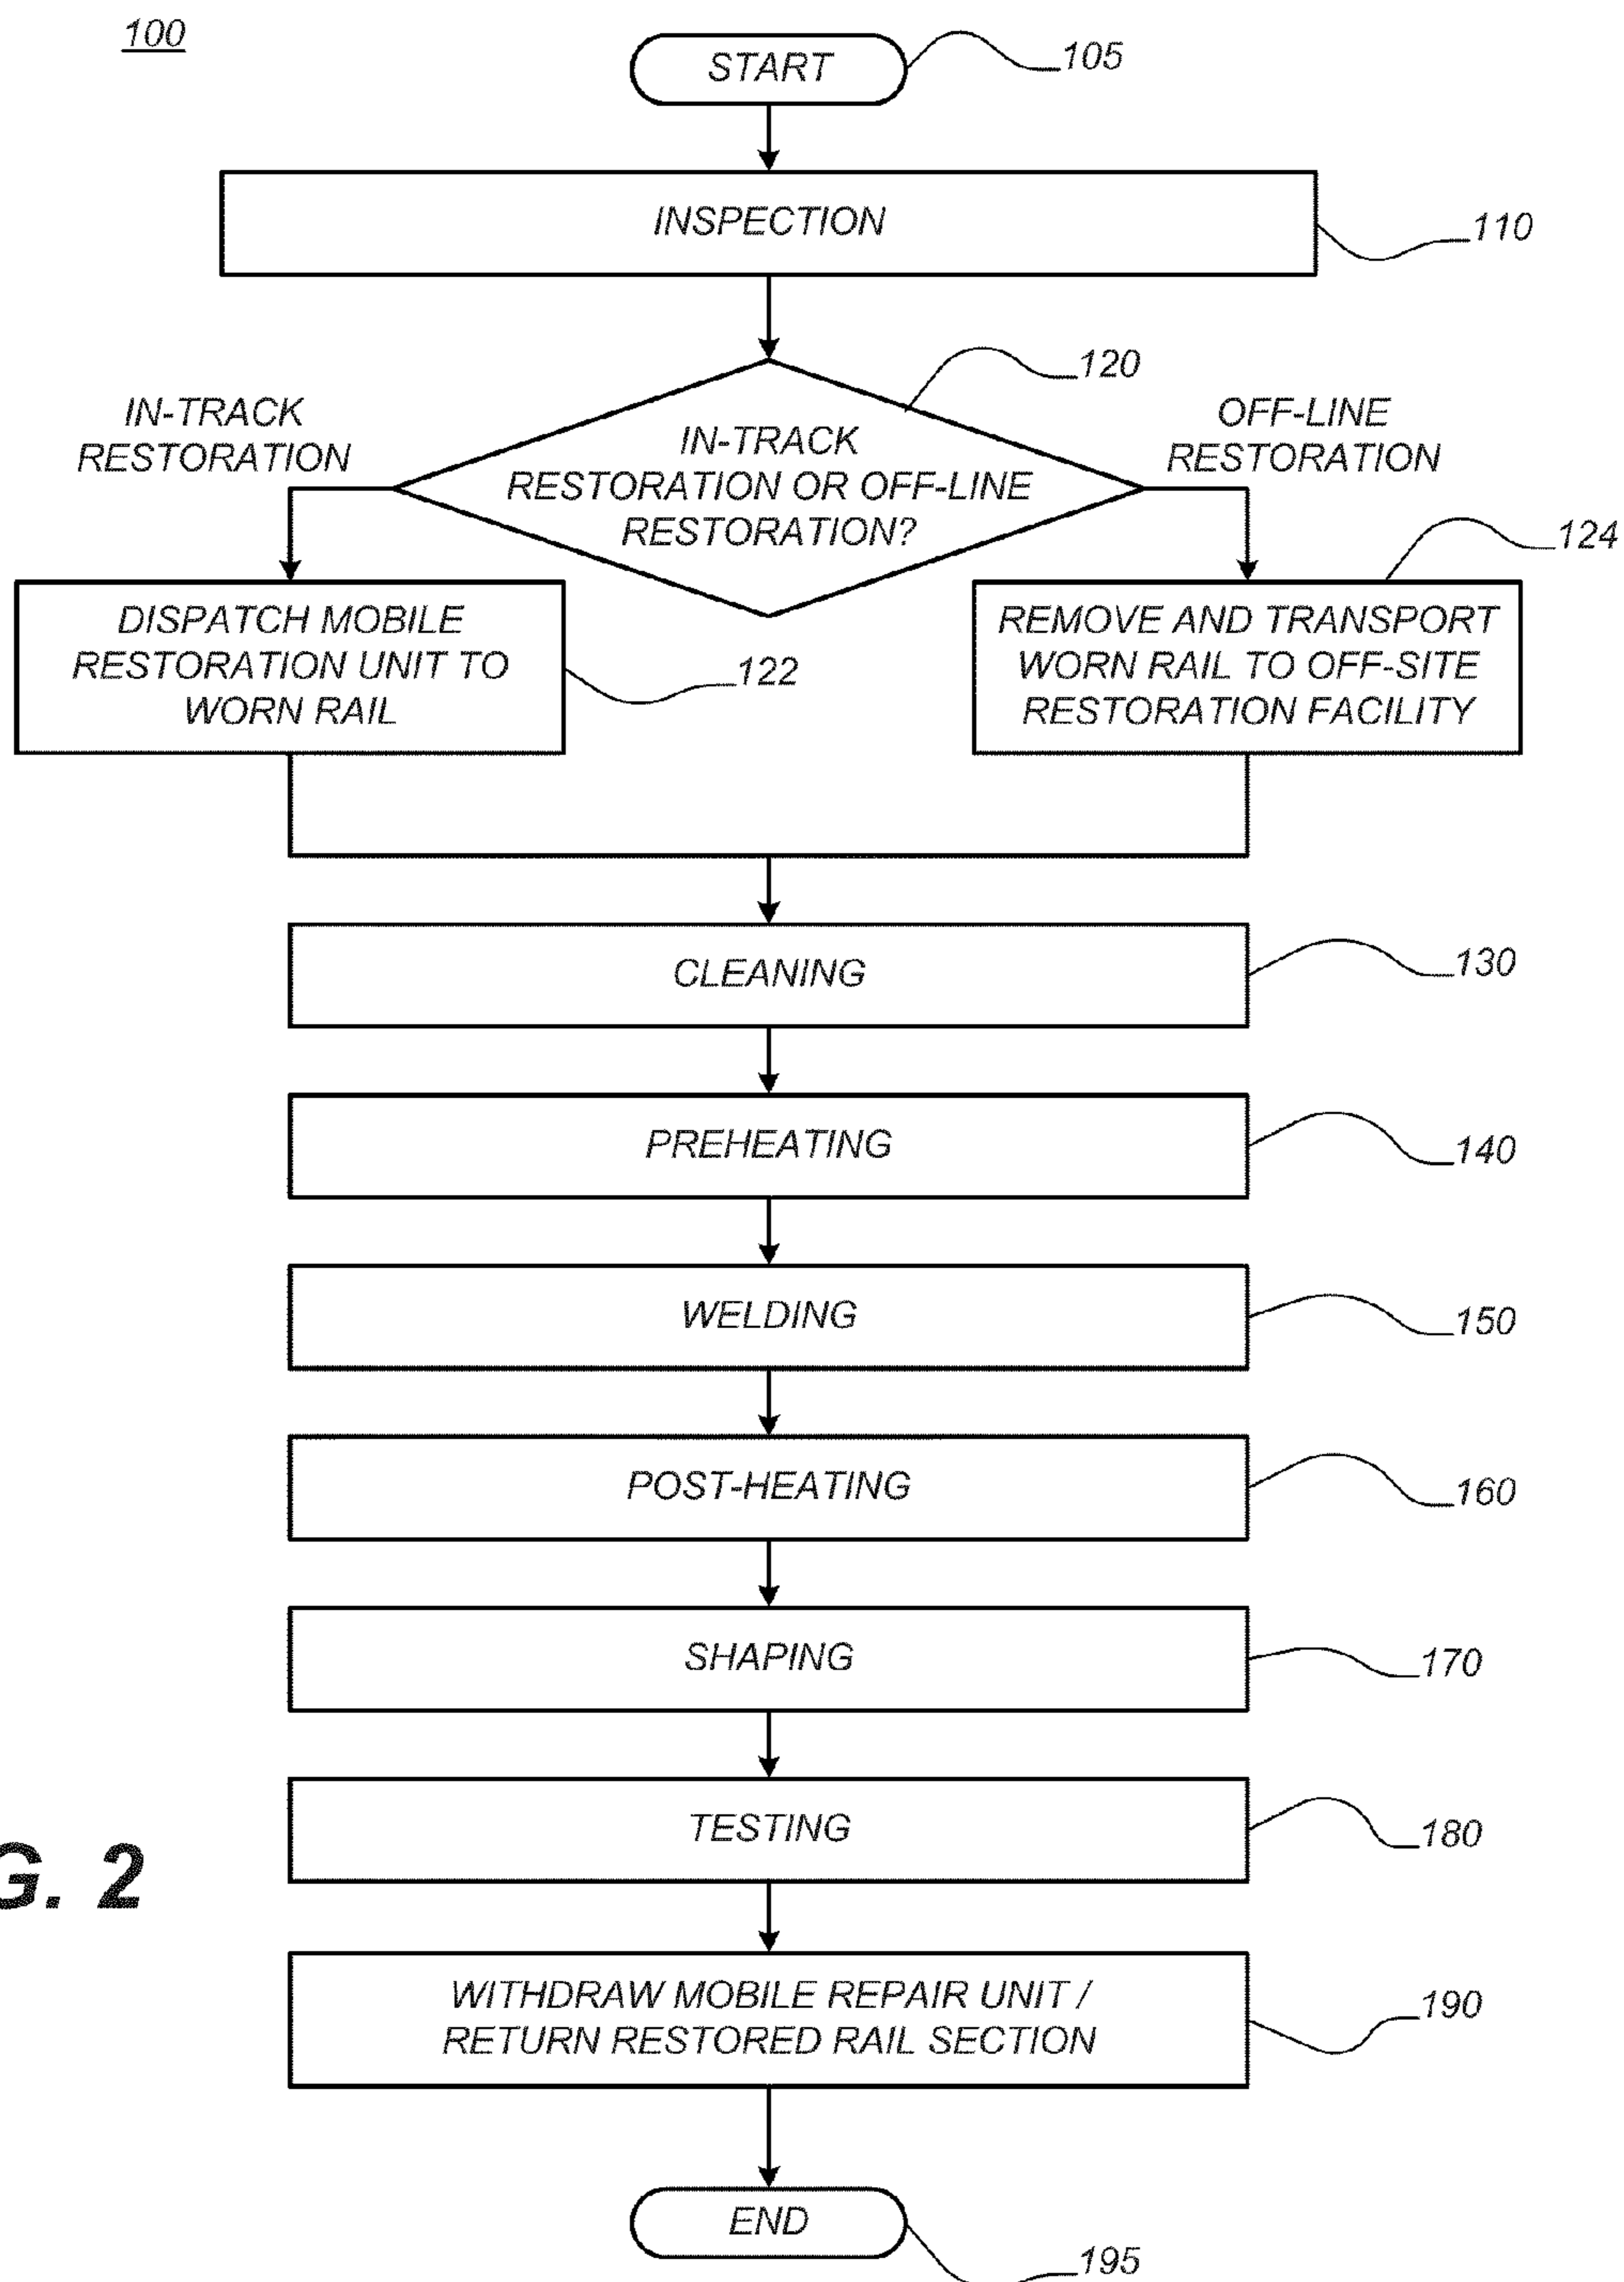 100
START
105
INSPECTION
110
120
IN-TRACK
RESTORATION
IN-TRACK
RESTORATION OR OFF-LINE
RESTORATION?
OFF-LINE
RESTORATION
124
DISPATCH MOBILE
RESTORATION UNIT TO
WORN RAIL
122
REMOVE AND TRANSPORT
WORN RAIL TO OFF-SITE
RESTORATION FACILITY
CLEANING
130
PREHEATING
140
WELDING
150
POST-HEATING
160
SHAPING
170
TESTING
180
G. 2
WITHDRAW MOBILE REPAIR UNIT /
RETURN RESTORED RAIL SECTION
190
END
195